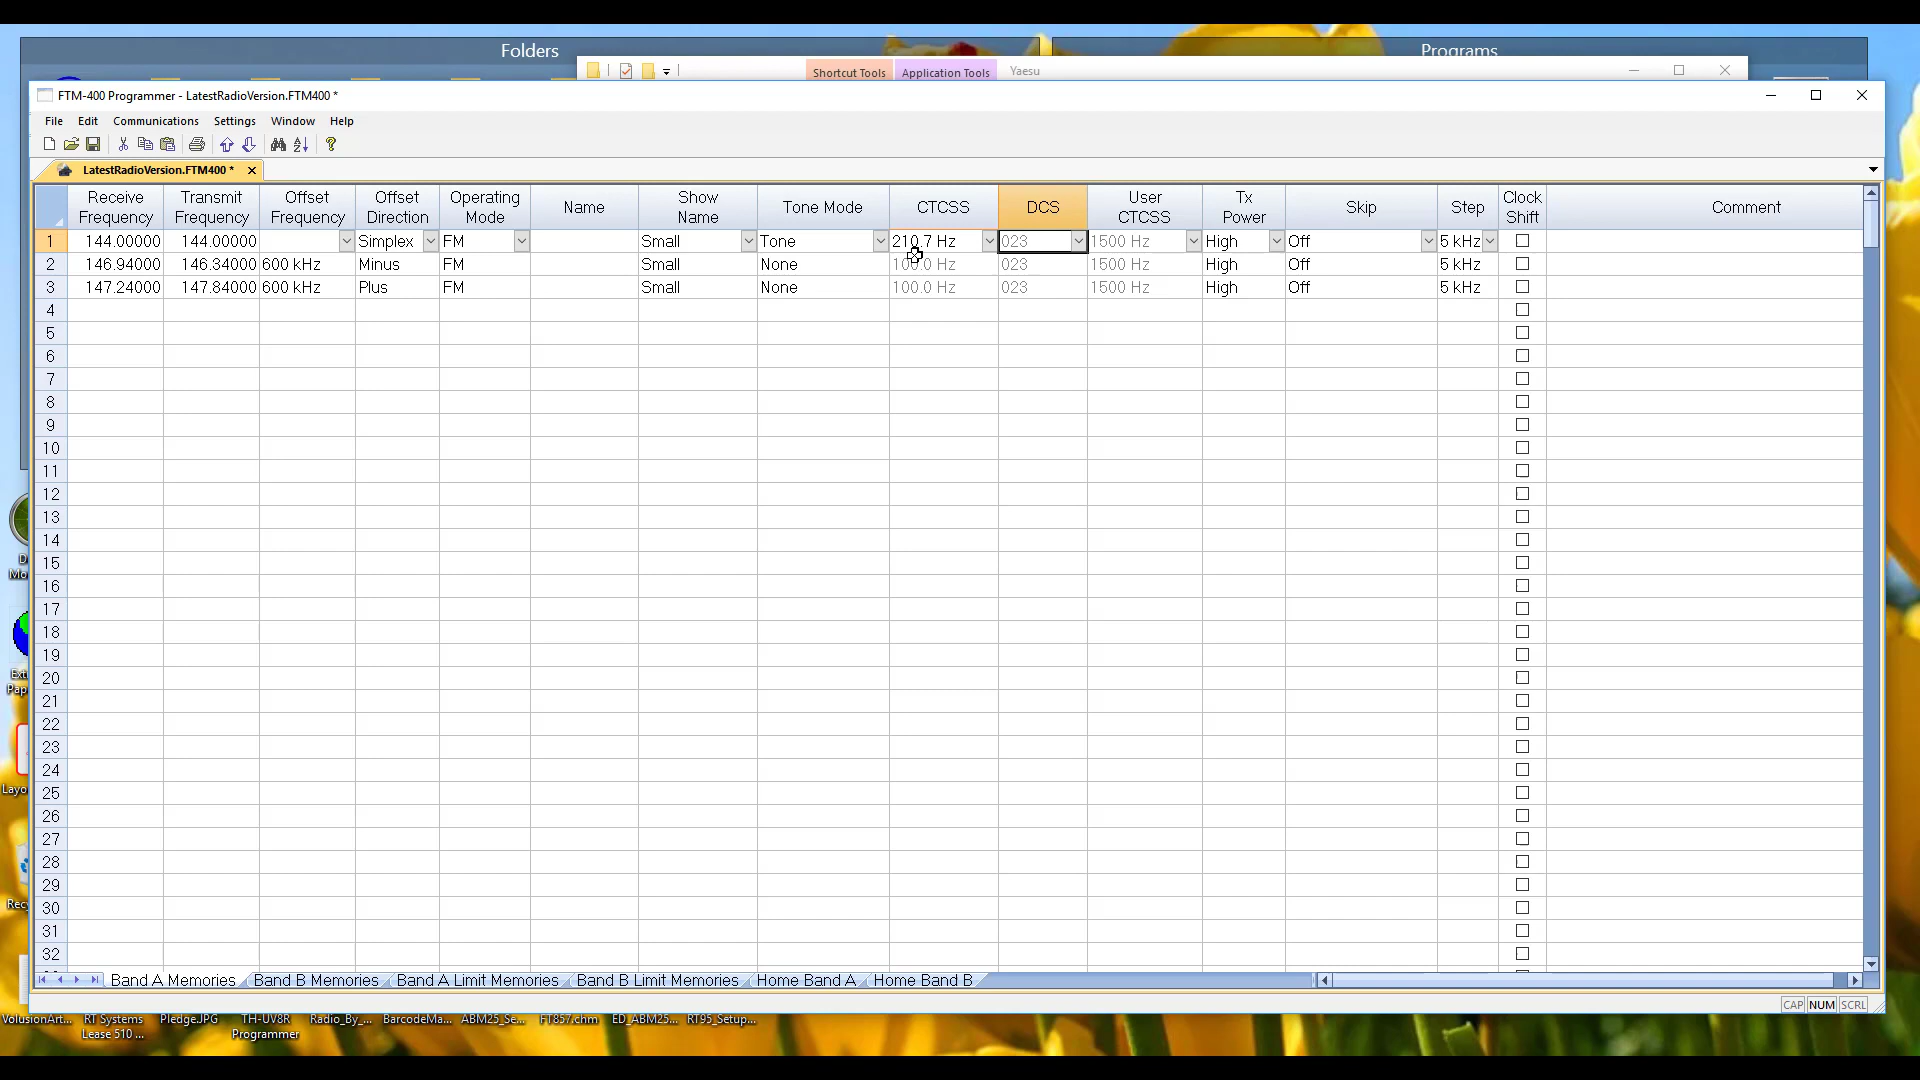 Folders
Programs
Shortcut Tools Application Tools Yaesu
FTM-400 Programmer - LatestRadioVersion.FTM400 *
File Edit Communications Settings Window Help
LatestRadioVersion.FTM400 *
Receive Frequency Transmit Frequency Offset Frequency Offset Direction Operating Mode Name Show Name Tone Mode CTCSS DCS User CTCSS Tx Power Skip Step Clock Shift Comment
1 144.00000 144.00000 Simplex FM Small Tone 210.7 Hz 023 1500 Hz High Off 5 kHz
2 146.94000 146.34000 600 kHz Minus FM Small None 100.0 Hz 023 1500 Hz High Off 5 kHz
3 147.24000 147.84000 600 kHz Plus FM Small None 100.0 Hz 023 1500 Hz High Off 5 kHz
4
5
6
7
8
9
10
11
12
13
14
15
16
17
18
19
20
21
22
23
24
25
26
27
28
29
30
31
32
Band A Memories Band B Memories Band A Limit Memories Band B Limit Memories Home Band A Home Band B
CAP NUM SCRL
VolusionArt... RT Systems Lease 510 ... Pledge.JPG TH-UV8R Programmer Radio_By_... BarcodeMa... ABM25_Se... FT857.chm ED_ABM25... RT95_Setup...